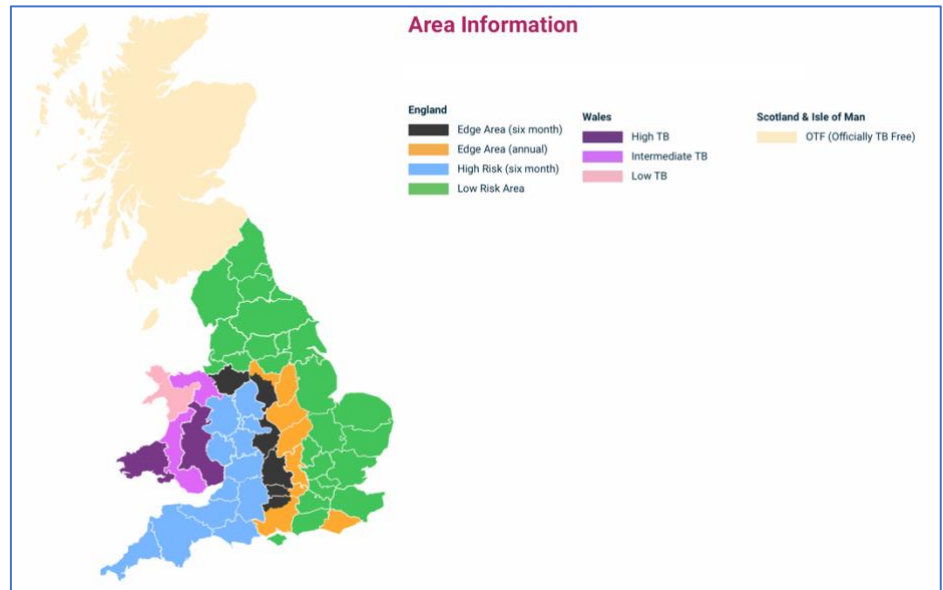 Area Information
England
Edge Area (six month)
Edge Area (annual)
High Risk (six month)
Low Risk Area
Wales
High TB
Intermediate TB
Low TB
Scotland & Isle of Man
OTF (Officially TB Free)